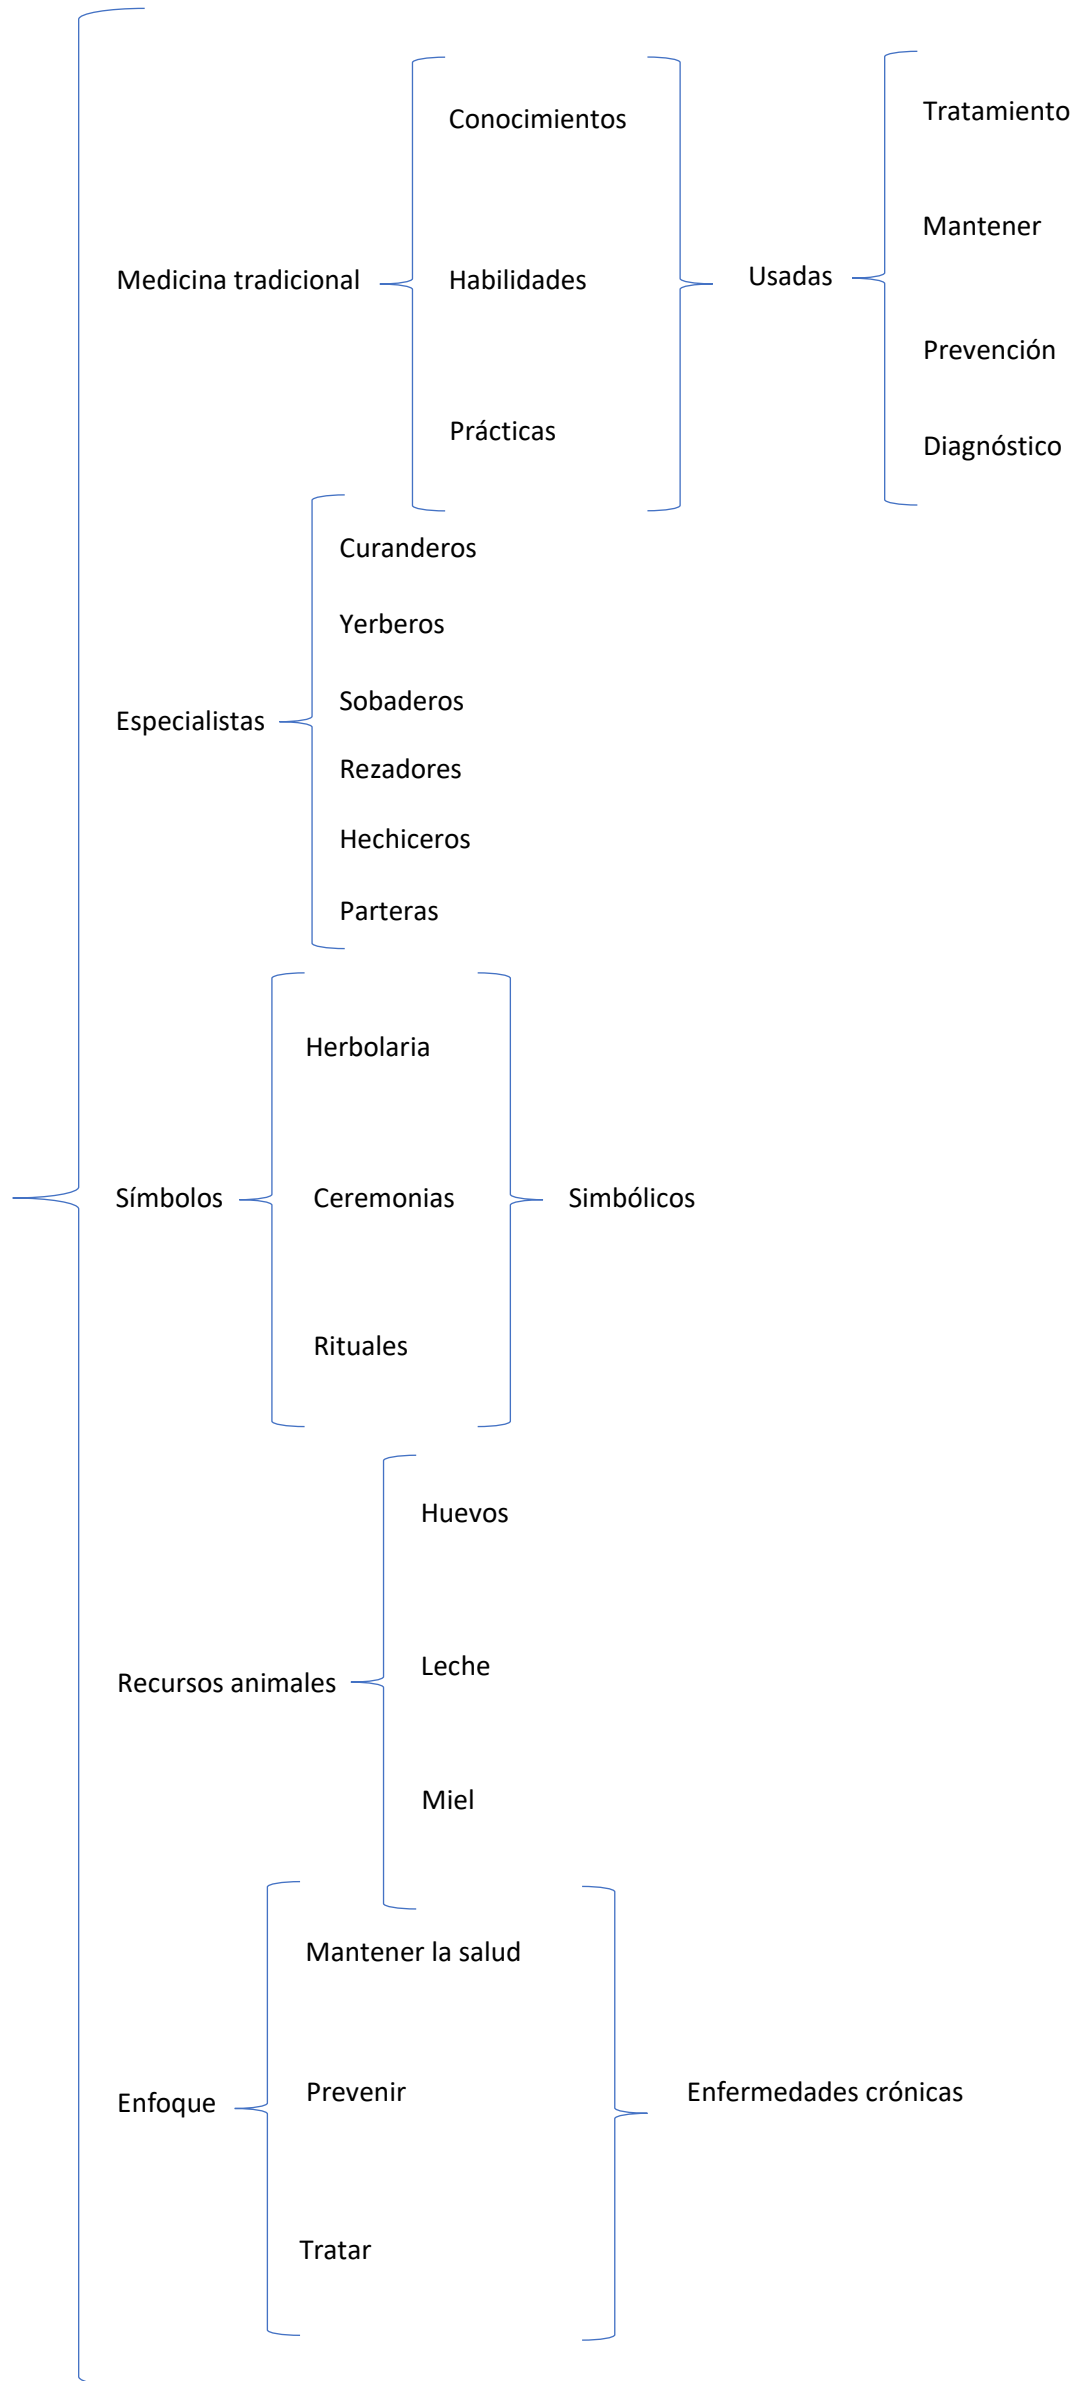 Medicina tradicional
Conocimientos
Habilidades
Prácticas
Usadas
Tratamiento
Mantener
Prevención
Diagnóstico
Especialistas
Curanderos
Yerberos
Sobaderos
Rezadores
Hechiceros
Parteras
Símbolos
Herbolaria
Ceremonias
Rituales
Simbólicos
Recursos animales
Huevos
Leche
Miel
Enfoque
Mantener la salud
Prevenir
Tratar
Enfermedades crónicas